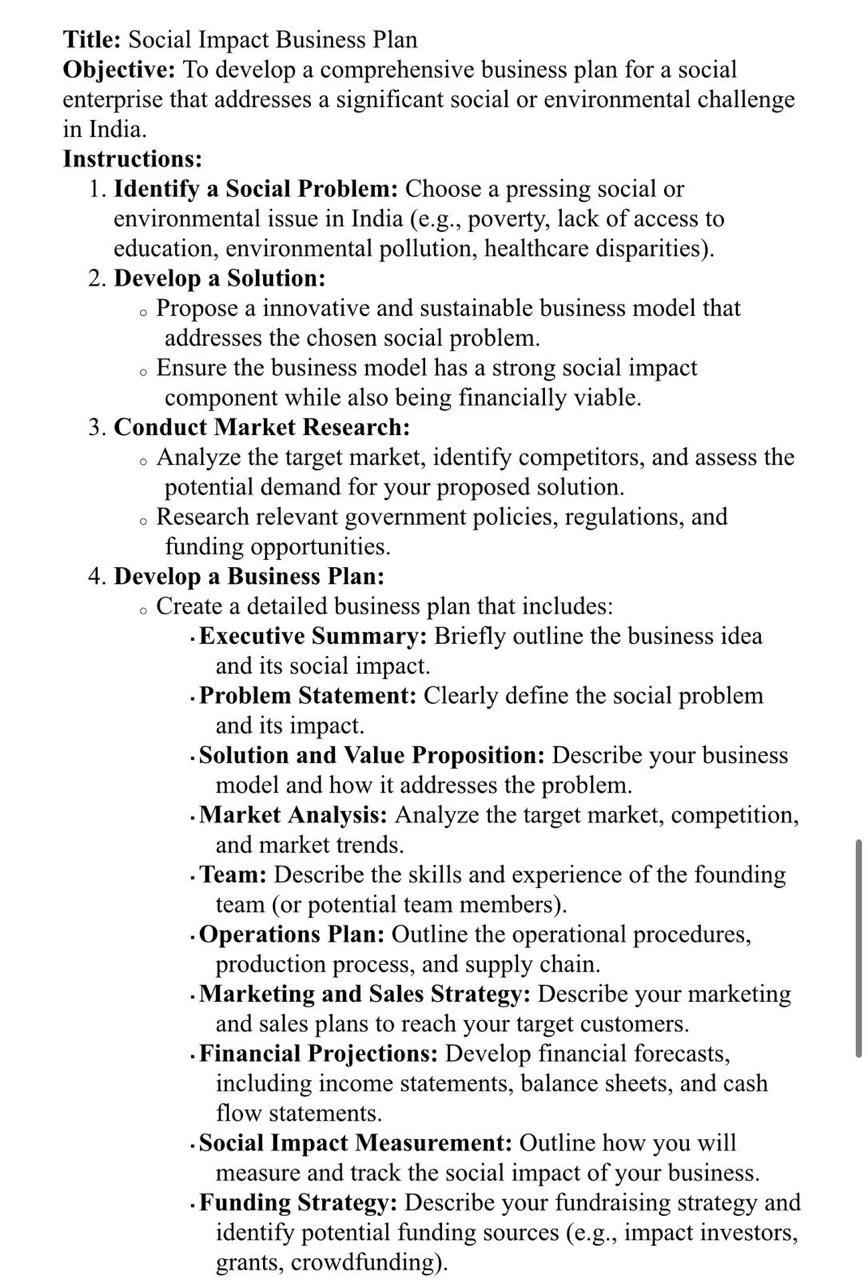 Title: Social Impact Business Plan
Objective: To develop a comprehensive business plan for a social
enterprise that addresses a significant social or environmental challenge
in India.
Instructions:
1. Identify a Social Problem: Choose a pressing social or
environmental issue in India (e.g., poverty, lack of access to
education, environmental pollution, healthcare disparities).
2. Develop a Solution:
◦ Propose a innovative and sustainable business model that
addresses the chosen social problem.
◦ Ensure the business model has a strong social impact
component while also being financially viable.
3. Conduct Market Research:
◦ Analyze the target market, identify competitors, and assess the
potential demand for your proposed solution.
◦ Research relevant government policies, regulations, and
funding opportunities.
4. Develop a Business Plan:
◦ Create a detailed business plan that includes:
▪ Executive Summary: Briefly outline the business idea
and its social impact.
▪ Problem Statement: Clearly define the social problem
and its impact.
▪ Solution and Value Proposition: Describe your business
model and how it addresses the problem.
▪ Market Analysis: Analyze the target market, competition,
and market trends.
▪ Team: Describe the skills and experience of the founding
team (or potential team members).
▪ Operations Plan: Outline the operational procedures,
production process, and supply chain.
▪ Marketing and Sales Strategy: Describe your marketing
and sales plans to reach your target customers.
▪ Financial Projections: Develop financial forecasts,
including income statements, balance sheets, and cash
flow statements.
▪ Social Impact Measurement: Outline how you will
measure and track the social impact of your business.
▪ Funding Strategy: Describe your fundraising strategy and
identify potential funding sources (e.g., impact investors,
grants, crowdfunding).